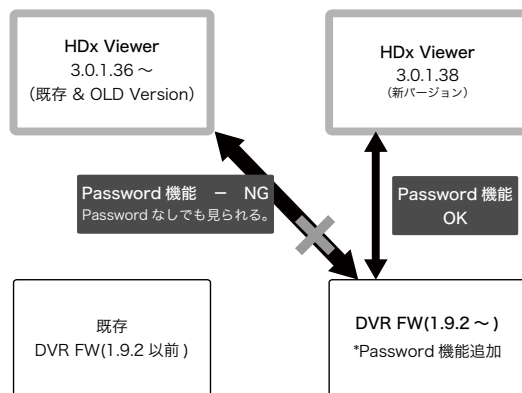 HDx Viewer
3.0.1.36 ~
（既存 & OLD Version）
HDx Viewer
3.0.1.38
（新バージョン）
Password 機能　－　NG
Password なしでも見られる。
Password 機能
OK
既存
DVR FW(1.9.2 以前 )
DVR FW(1.9.2 ~ )
*Password 機能追加